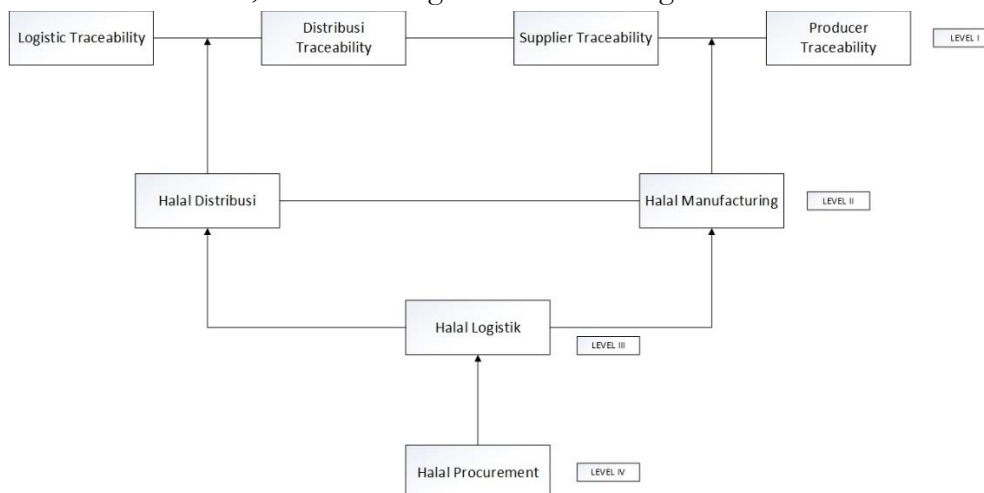 Logistic Traceability
Distribusi
Traceability
Supplier Traceability
Producer
Traceability
LEVEL I
Halal Distribusi
Halal Manufacturing
LEVEL II
Halal Logistik
LEVEL III
Halal Procurement
LEVEL IV